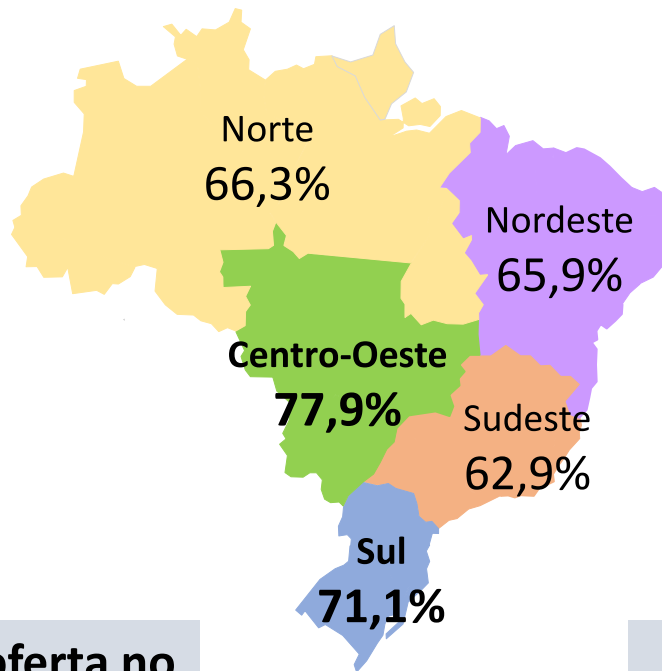 Norte
66,3%
Nordeste
65,9%
Centro-Oeste
77,9%
Sudeste
62,9%
Sul
71,1%
oferta no